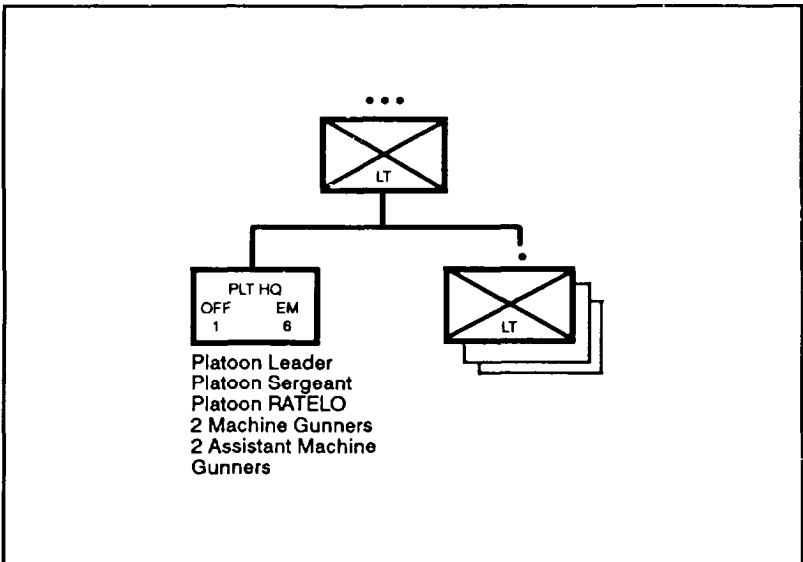 LT
PLT HQ
OFF EM
1 6
LT
Platoon Leader
Platoon Sergeant
Platoon RATELO
2 Machine Gunners
2 Assistant Machine
Gunners